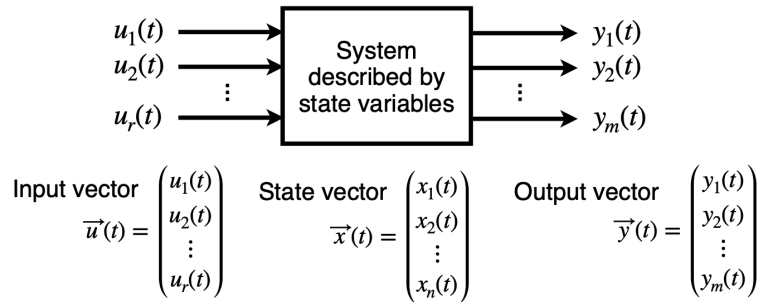 u₁(t) System y₁(t)
u₂(t) described by y₂(t)
⋮ state variables ⋮
uᵣ(t) yₘ(t)
Input vector u⃗(t) = (u₁(t) u₂(t) ⋮ uᵣ(t))
State vector x⃗(t) = (x₁(t) x₂(t) ⋮ xₙ(t))
Output vector y⃗(t) = (y₁(t) y₂(t) ⋮ yₘ(t))